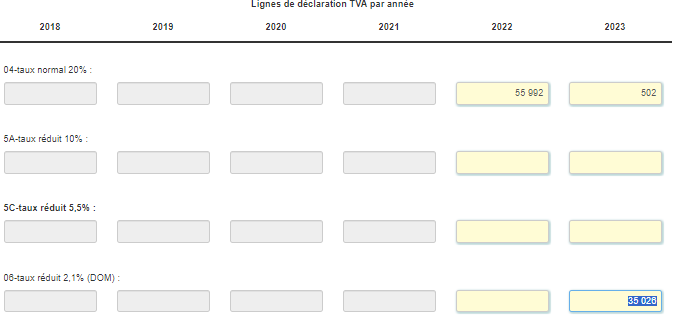 Lignes de déclaration TVA par année
2018 2019 2020 2021 2022 2023
04-taux normal 20% :
55 992 502
5A-taux réduit 10% :
5C-taux réduit 5,5% :
06-taux réduit 2,1% (DOM) :
35 026